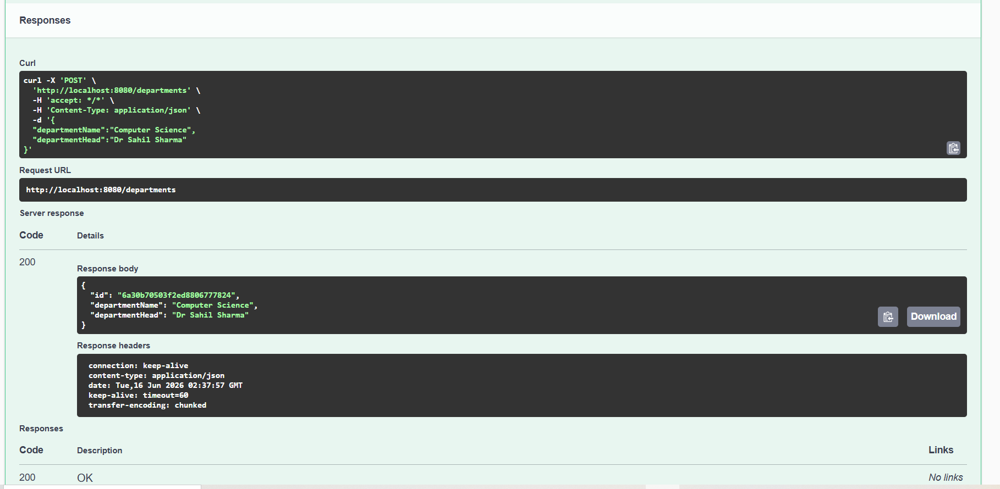 Responses
Curl
curl -X 'POST' \
  'http://localhost:8080/departments' \
  -H 'accept: */*' \
  -H 'Content-Type: application/json' \
  -d '{
  "departmentName":"Computer Science",
  "departmentHead":"Dr Sahil Sharma"
}'
Request URL
http://localhost:8080/departments
Server response
Code Details
200
Response body
{
  "id": "6a30b70503f2ed8806777824",
  "departmentName": "Computer Science",
  "departmentHead": "Dr Sahil Sharma"
}
Download
Response headers
connection: keep-alive
content-type: application/json
date: Tue,16 Jun 2026 02:37:57 GMT
keep-alive: timeout=60
transfer-encoding: chunked
Responses
Code Description Links
200 OK No links